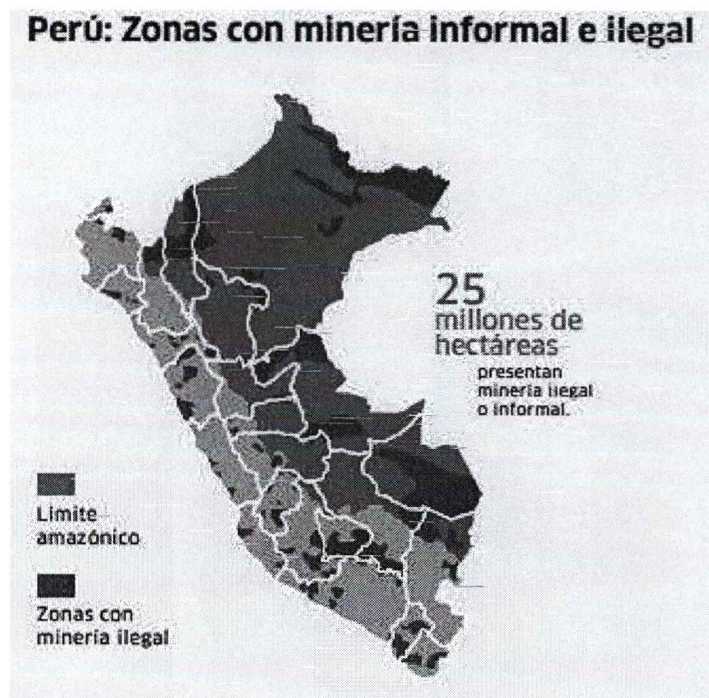 Perú: Zonas con minería informal e ilegal
25
millones de
hectáreas
presentan
minería ilegal
o informal.
Límite
amazónico
Zonas con
minería ilegal